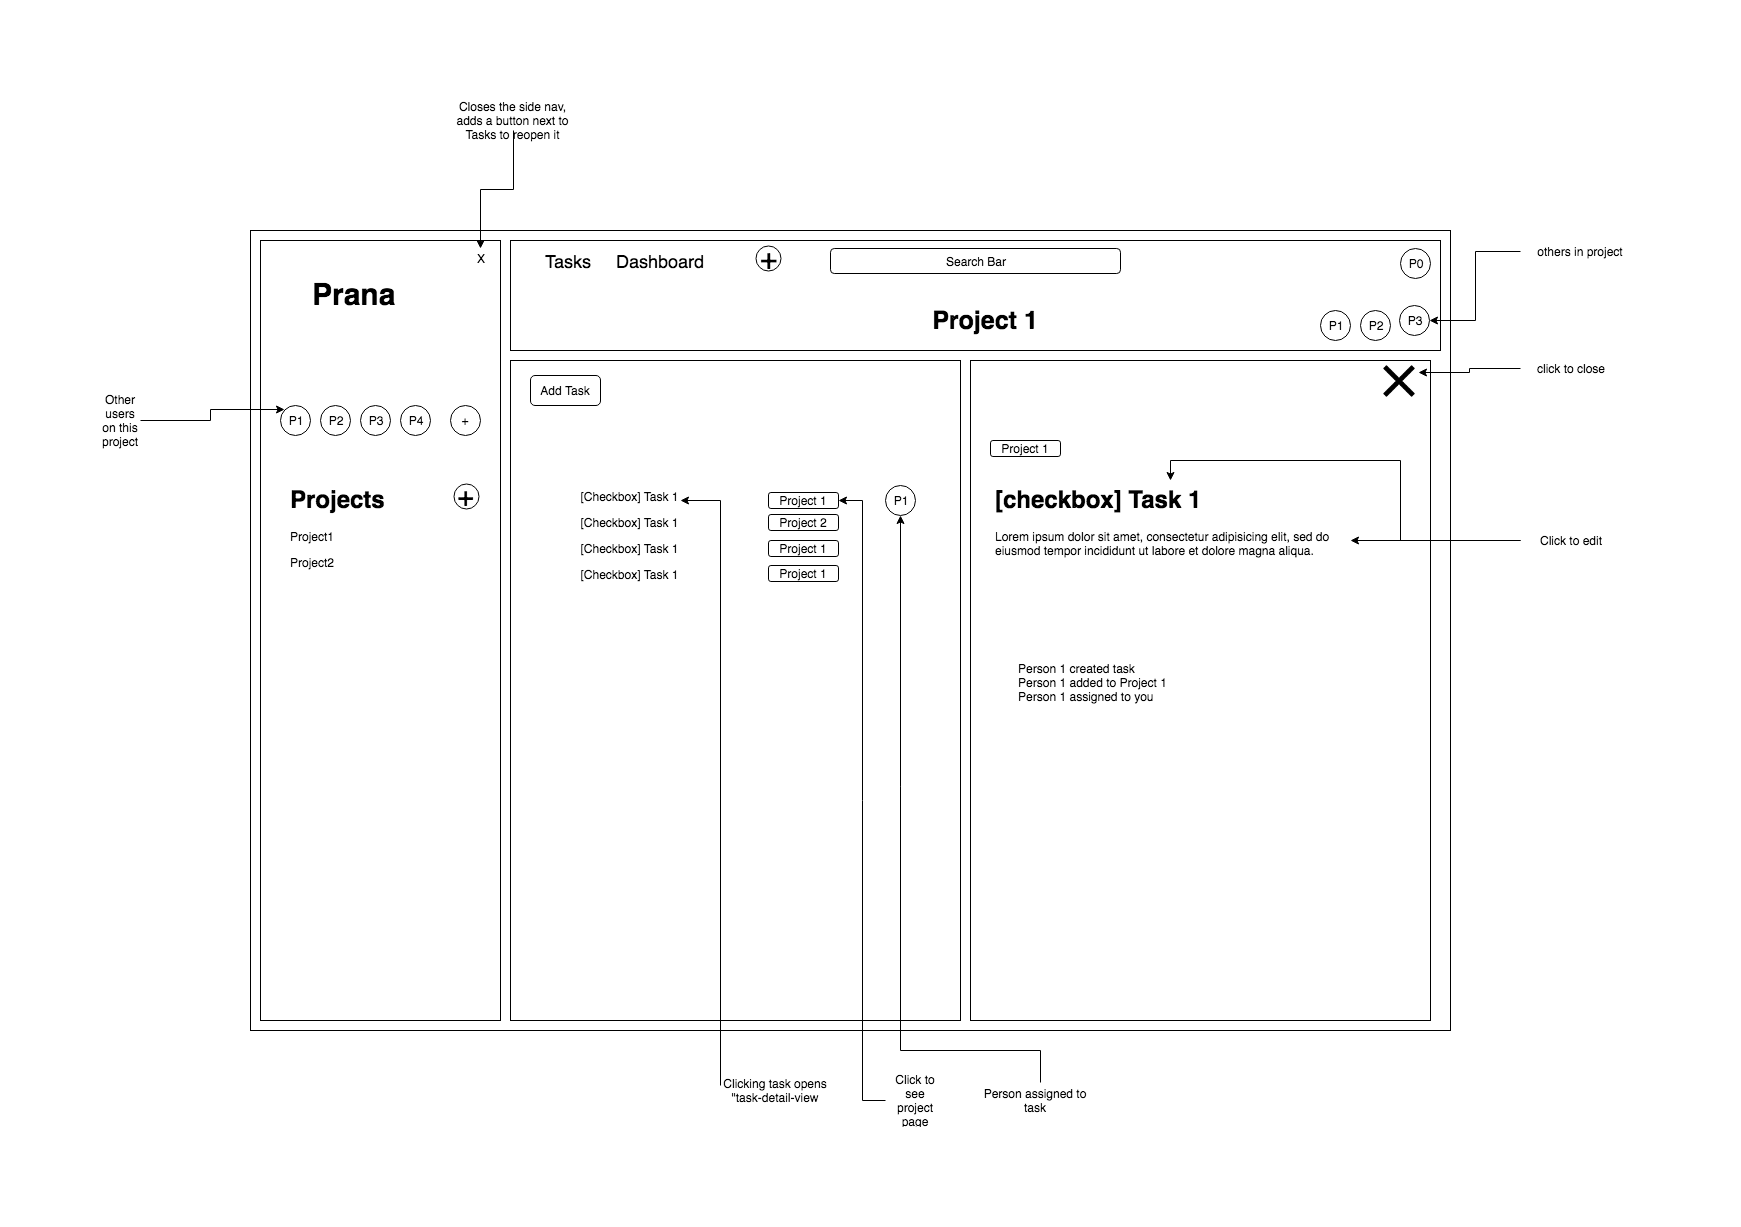 Closes the side nav,
adds a button next to
Tasks to reopen it
X
Prana
Other
users
on this
project
P1 P2 P3 P4 +
Projects +
Project1
Project2
Tasks Dashboard + Search Bar P0
Project 1
P1 P2 P3
others in project
Add Task
[Checkbox] Task 1 Project 1 P1
[Checkbox] Task 1 Project 2
[Checkbox] Task 1 Project 1
[Checkbox] Task 1 Project 1
click to close
Project 1
[checkbox] Task 1
Lorem ipsum dolor sit amet, consectetur adipisicing elit, sed do
eiusmod tempor incididunt ut labore et dolore magna aliqua.
Click to edit
Person 1 created task
Person 1 added to Project 1
Person 1 assigned to you
Clicking task opens
"task-detail-view
Click to
see
project
page
Person assigned to
task